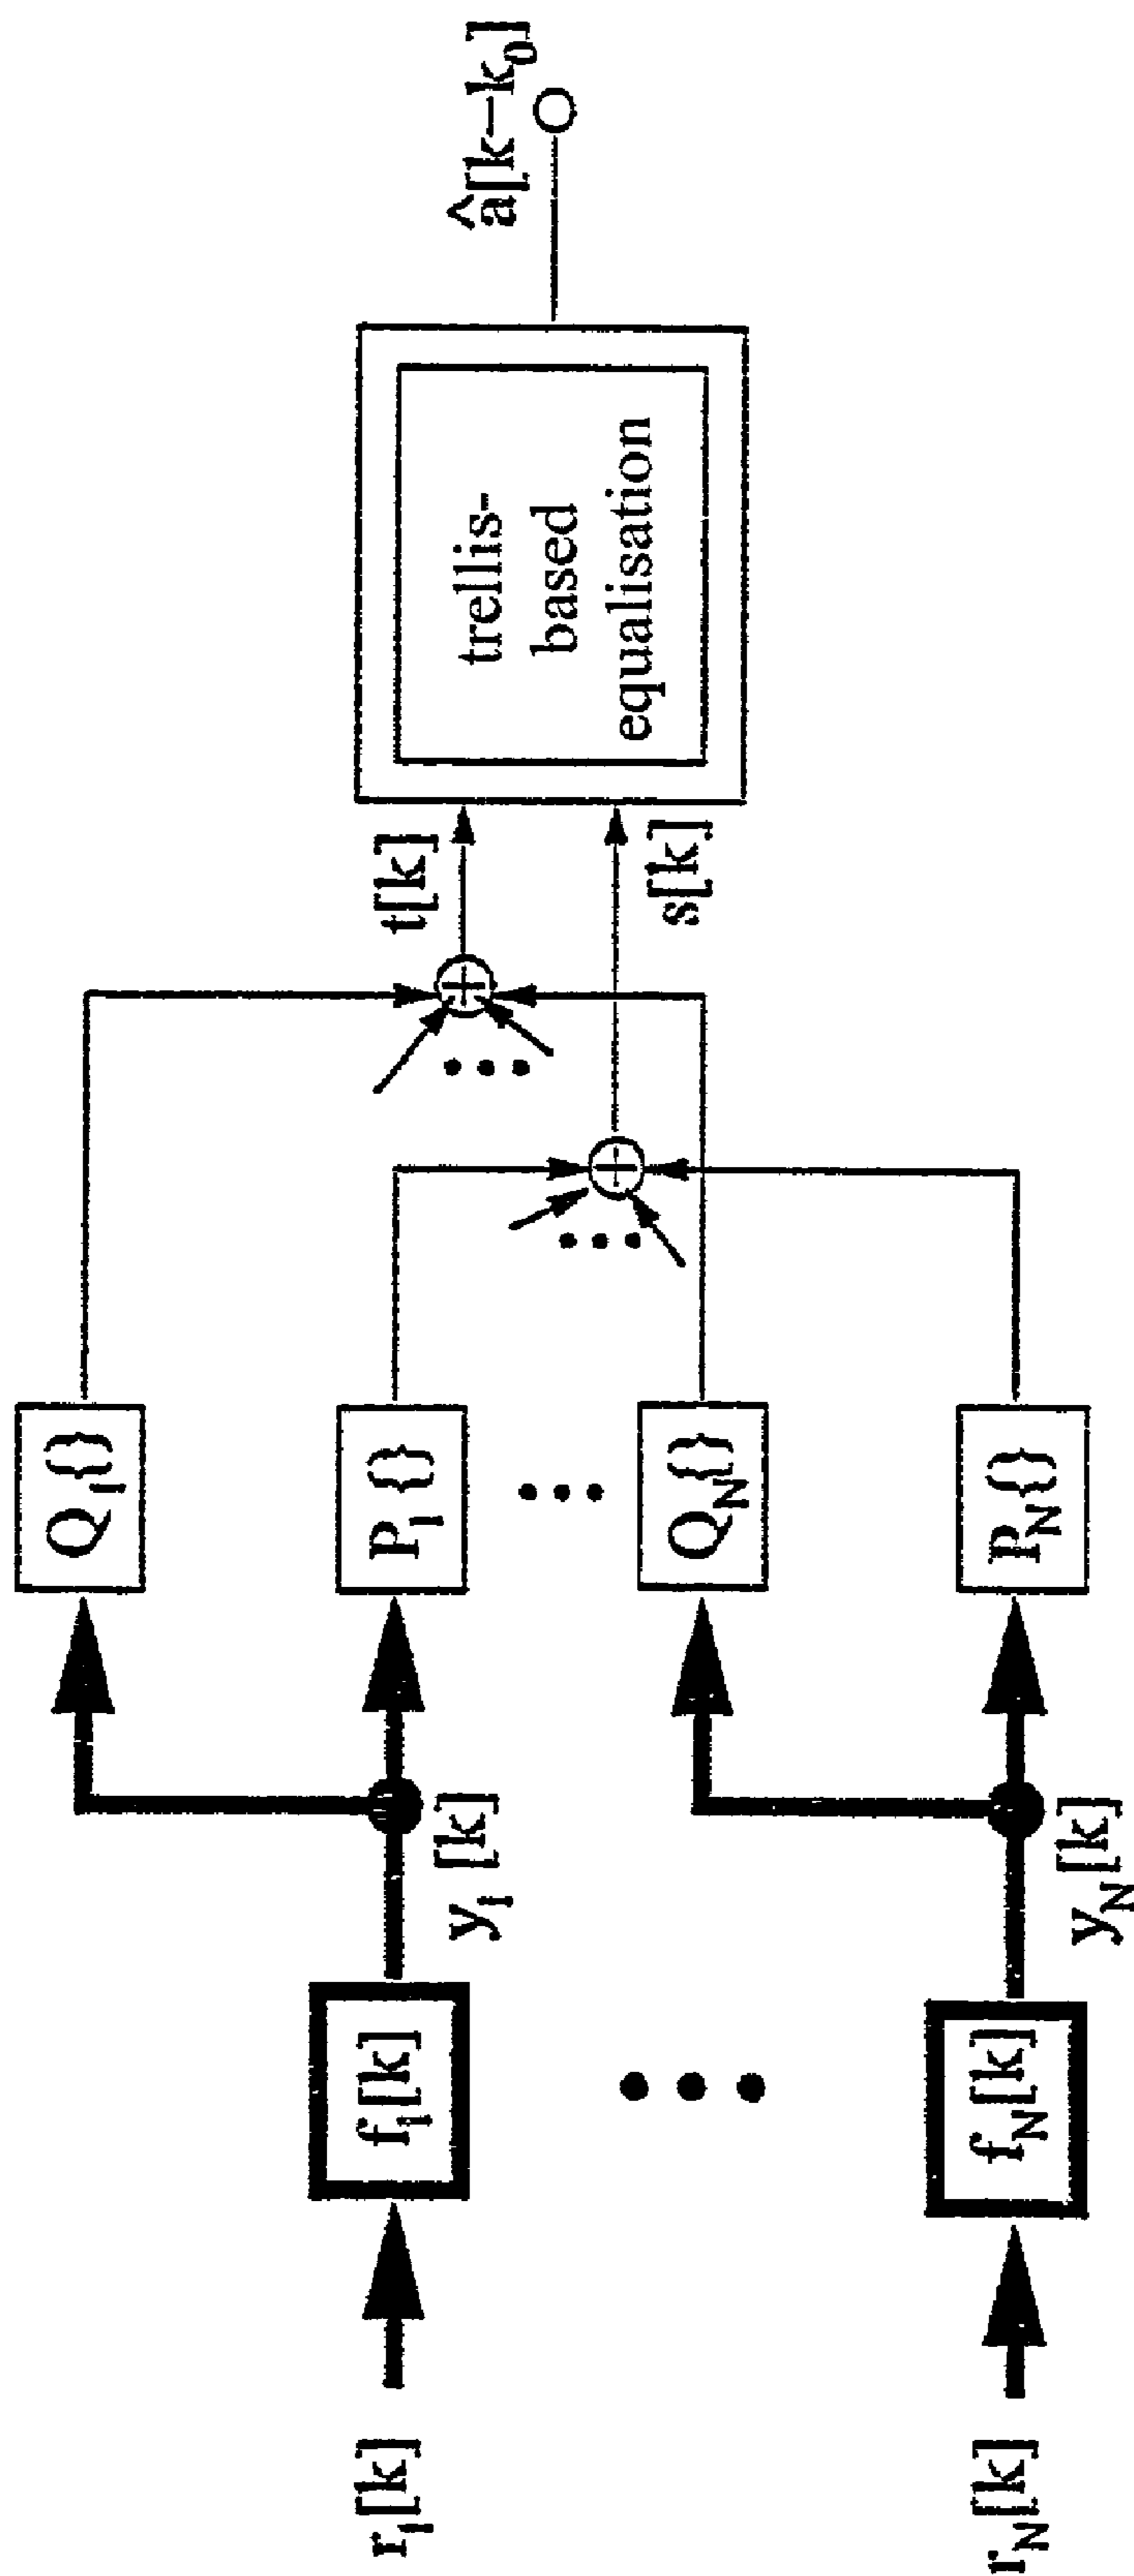 r₁[k]
f₁[k]
y₁[k]
Q₁{}
P₁{}
r_N[k]
f_N[k]
y_N[k]
Q_N{}
P_N{}
t[k]
s[k]
trellis-
based
equalisation
â[k−k₀]